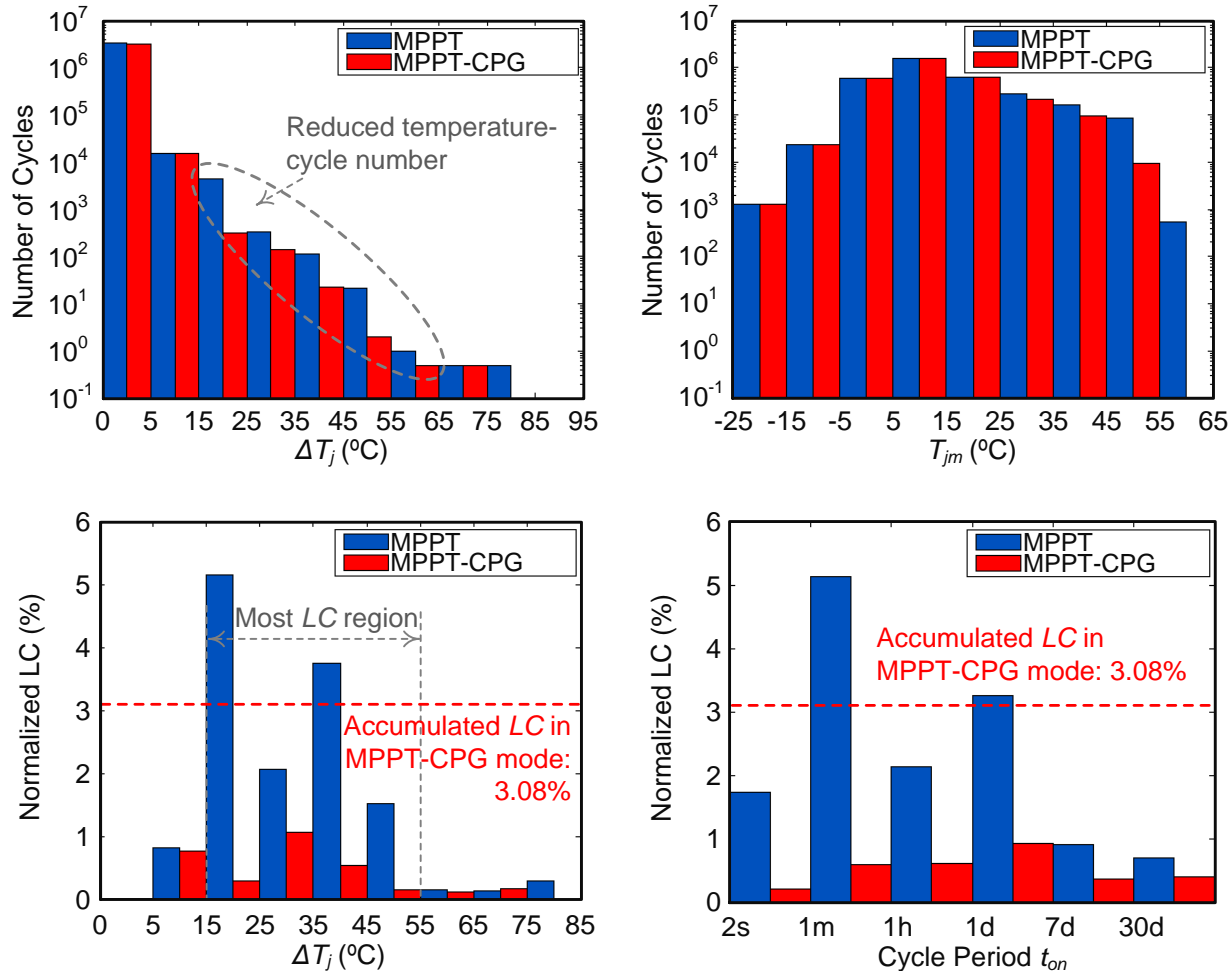 10^7
10^6
10^5
10^4
10^3
10^2
10^1
10^0
10^-1
Number of Cycles
MPPT
MPPT-CPG
Reduced temperature-
cycle number
0 5 15 15 25 35 45 55 65 75 85 95
ΔT_j (ºC)
10^7
10^6
10^5
10^4
10^3
10^2
10^1
10^0
10^-1
Number of Cycles
MPPT
MPPT-CPG
-25 -15 -5 5 15 25 35 45 55 65
T_jm (ºC)
6
5
4
3
2
1
0
Normalized LC (%)
MPPT
MPPT-CPG
Most LC region
Accumulated LC in
MPPT-CPG mode:
3.08%
0 5 15 25 35 45 55 65 75 85
ΔT_j (ºC)
6
5
4
3
2
1
0
Normalized LC (%)
MPPT
MPPT-CPG
Accumulated LC in
MPPT-CPG mode: 3.08%
2s 1m 1h 1d 7d 30d
Cycle Period t_on